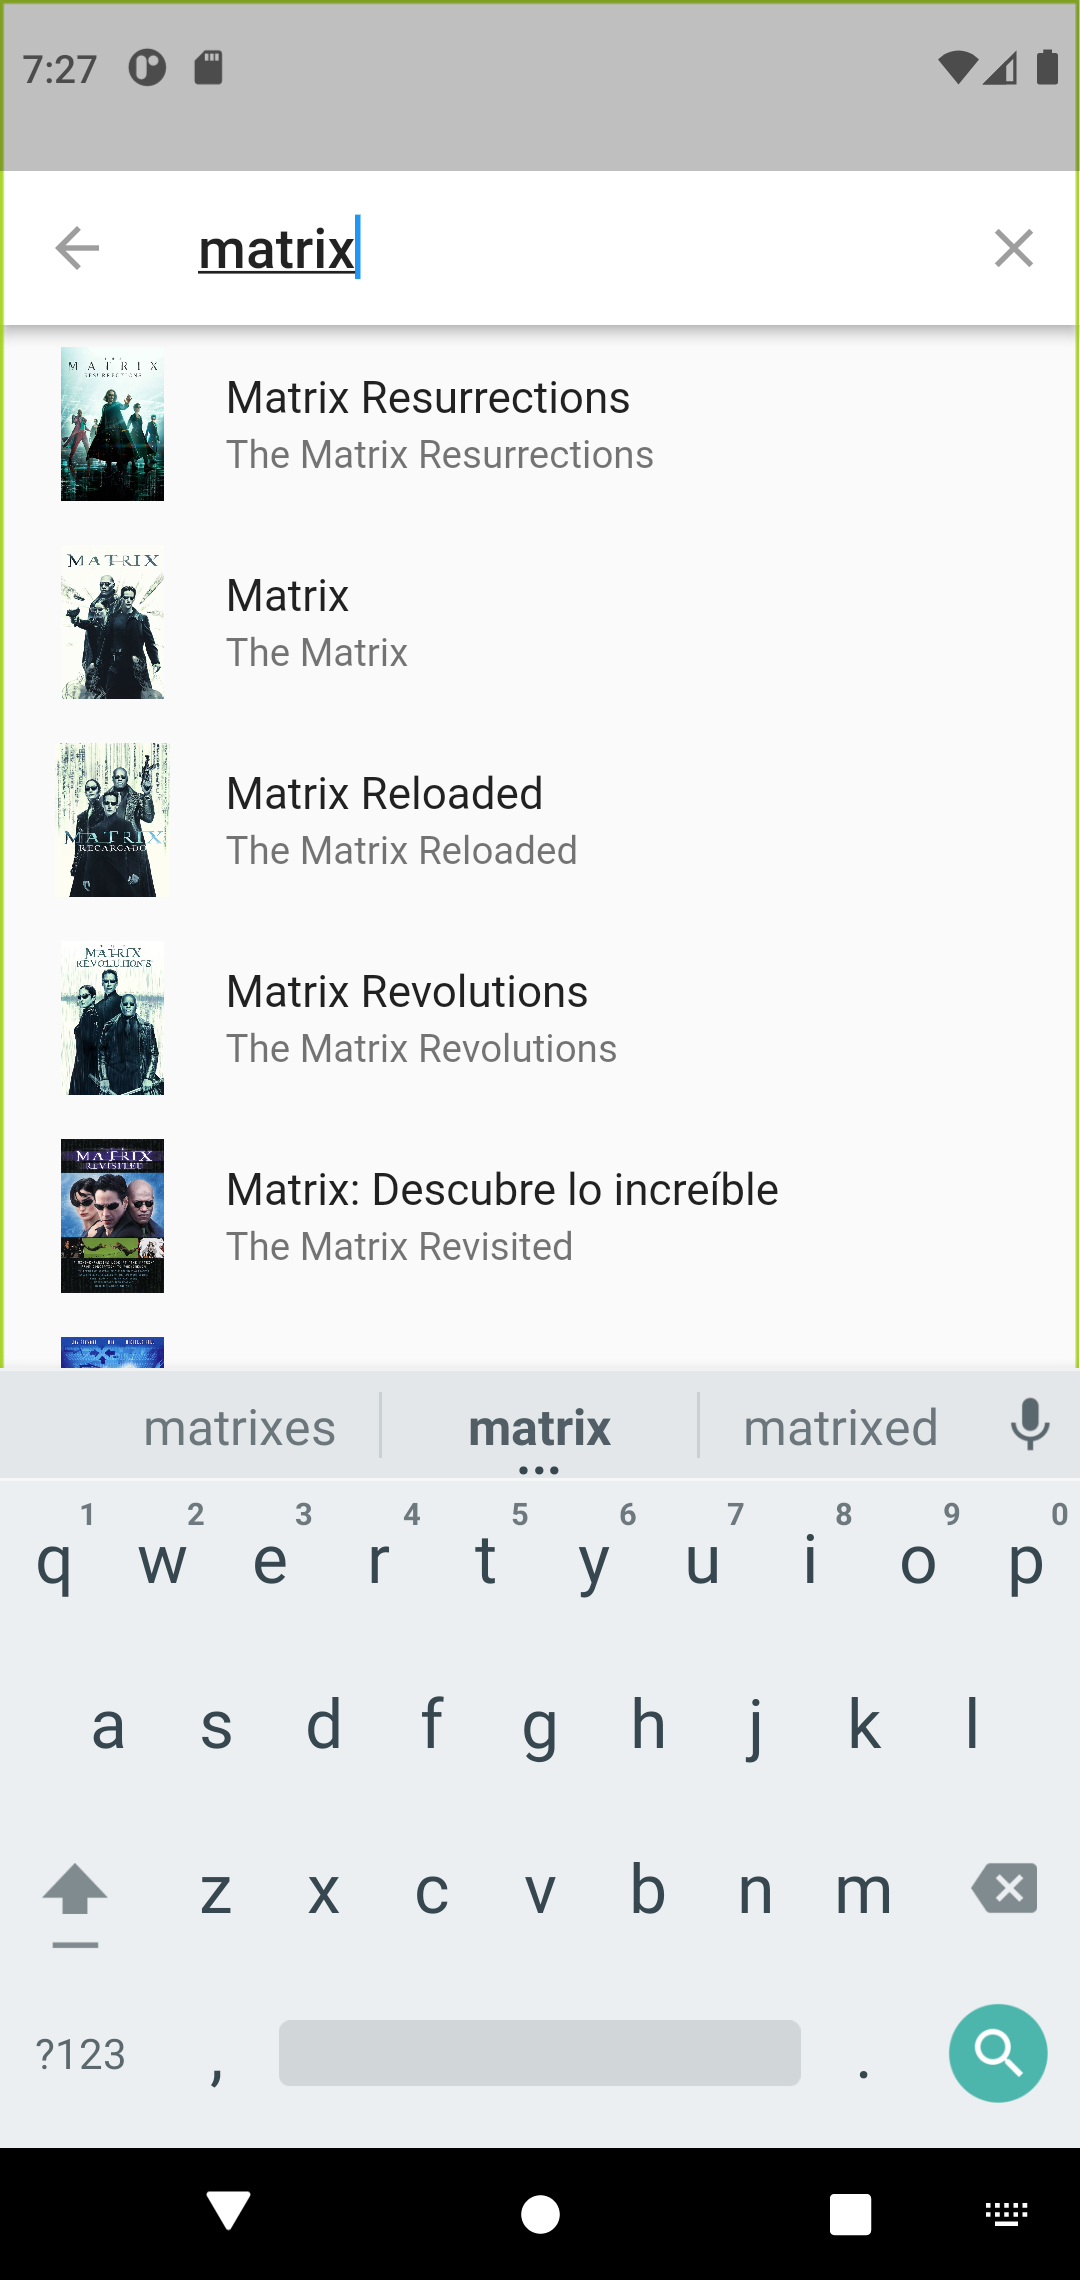 7:27
matrix
MATRIX
RESURRECTIONS
Matrix Resurrections
The Matrix Resurrections
MATRIX
Matrix
The Matrix
MATRIX
RECARGADO
Matrix Reloaded
The Matrix Reloaded
MATRIX
REVOLUTIONS
Matrix Revolutions
The Matrix Revolutions
MATRIX
REVISITED
Matrix: Descubre lo increíble
The Matrix Revisited
matrixes matrix matrixed
1 2 3 4 5 6 7 8 9 0
q w e r t y u i o p
a s d f g h j k l
z x c v b n m
?123 , .